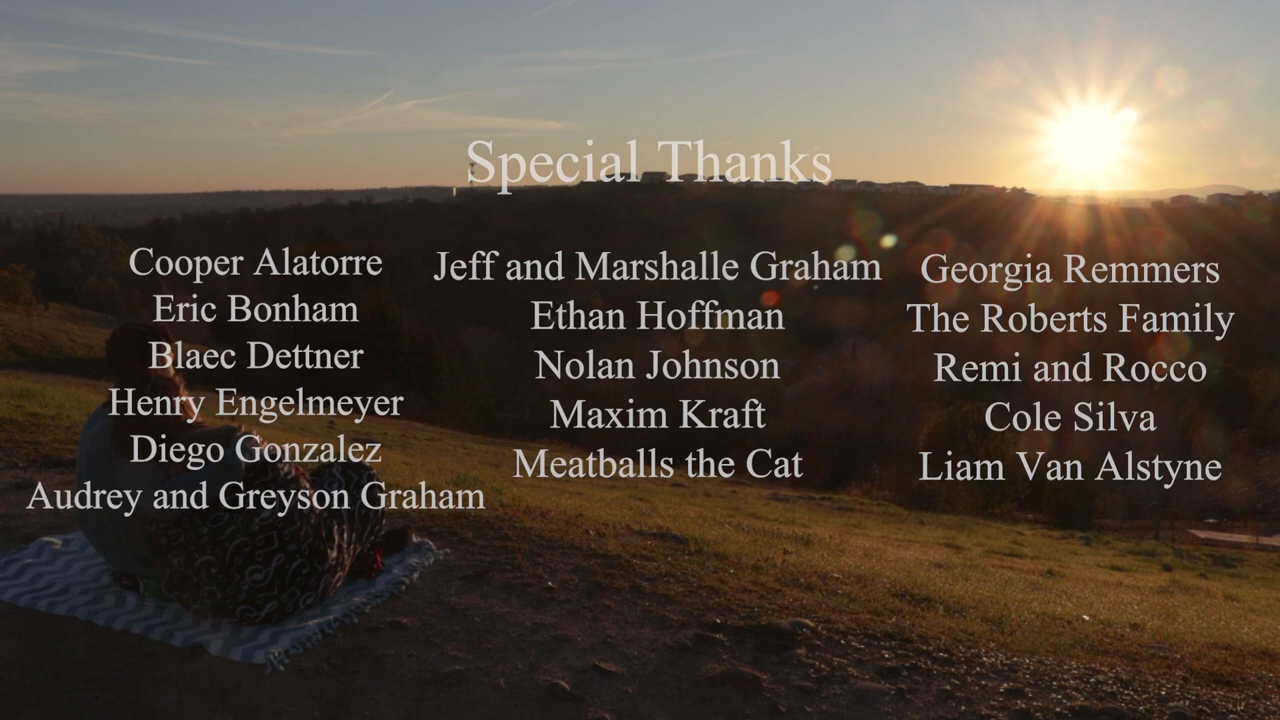 Special Thanks
Cooper Alatorre
Eric Bonham
Blaec Dettner
Henry Engelmeyer
Diego Gonzalez
Audrey and Greyson Graham
Jeff and Marshalle Graham
Ethan Hoffman
Nolan Johnson
Maxim Kraft
Meatballs the Cat
Georgia Remmers
The Roberts Family
Remi and Rocco
Cole Silva
Liam Van Alstyne